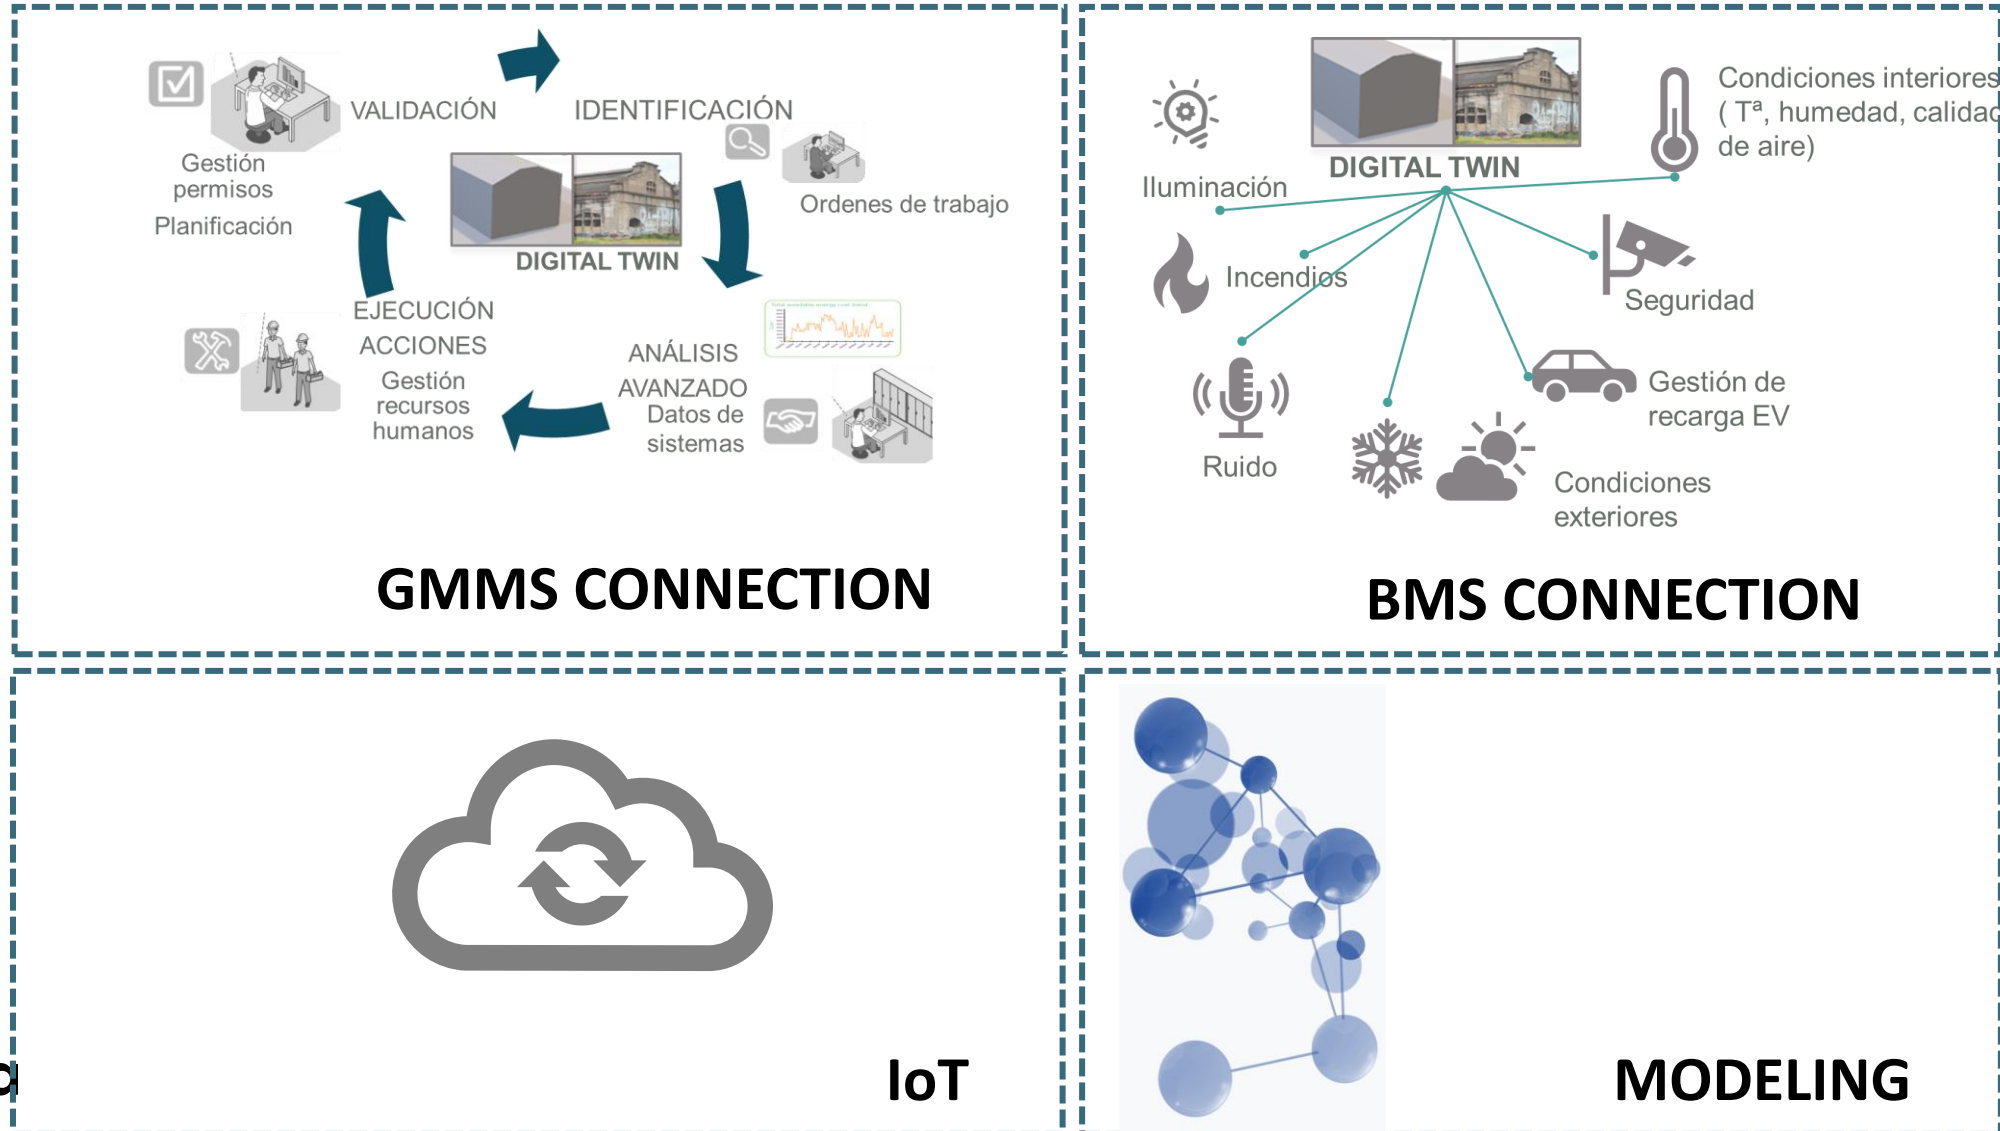 VALIDACIÓN
IDENTIFICACIÓN
Gestión
permisos
Planificación
Ordenes de trabajo
DIGITAL TWIN
EJECUCIÓN
ACCIONES
Gestión
recursos
humanos
ANÁLISIS
AVANZADO
Datos de
sistemas
GMMS CONNECTION
DIGITAL TWIN
Condiciones interiores
( Tª, humedad, calidad
de aire)
Iluminación
Incendios
Seguridad
Gestión de
recarga EV
Ruido
Condiciones
exteriores
BMS CONNECTION
IoT
MODELING